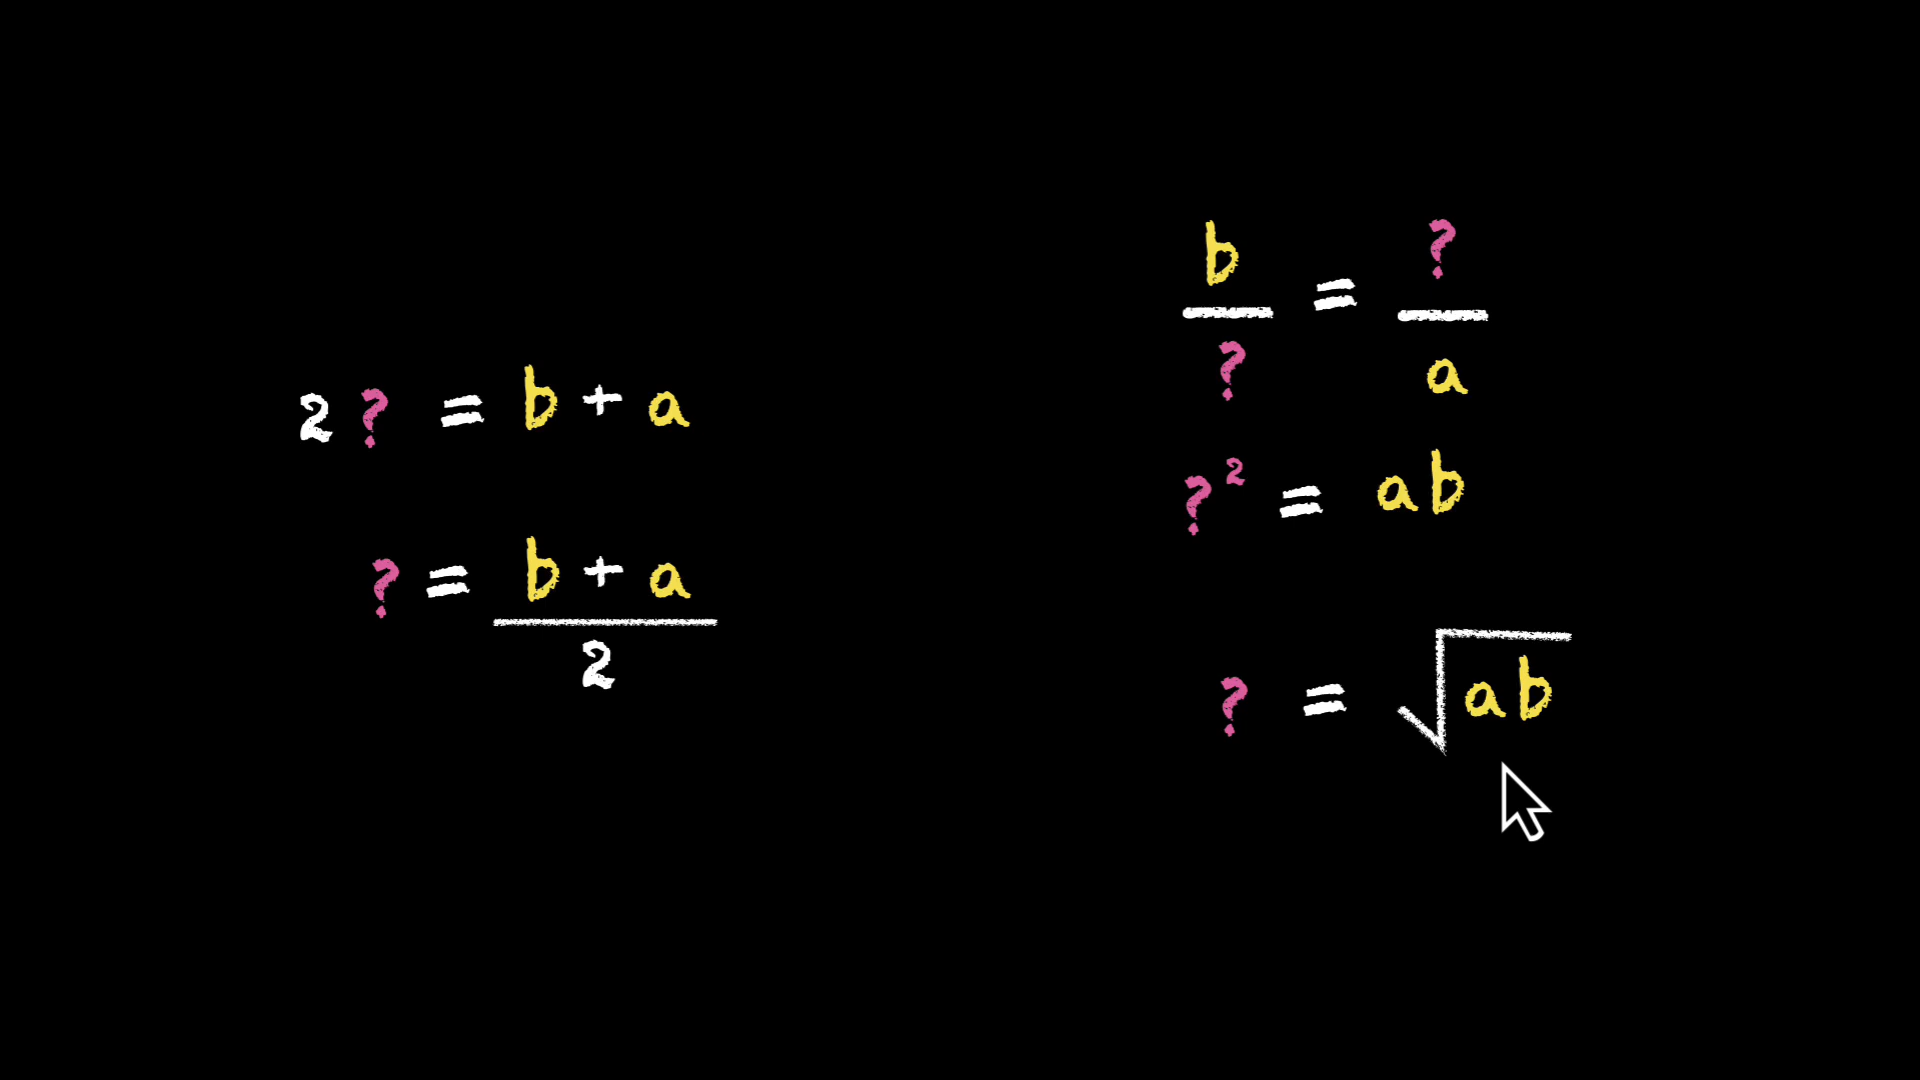 2 ? = b + a
? = b + a / 2
b / ? = ? / a
?² = ab
? = √ab